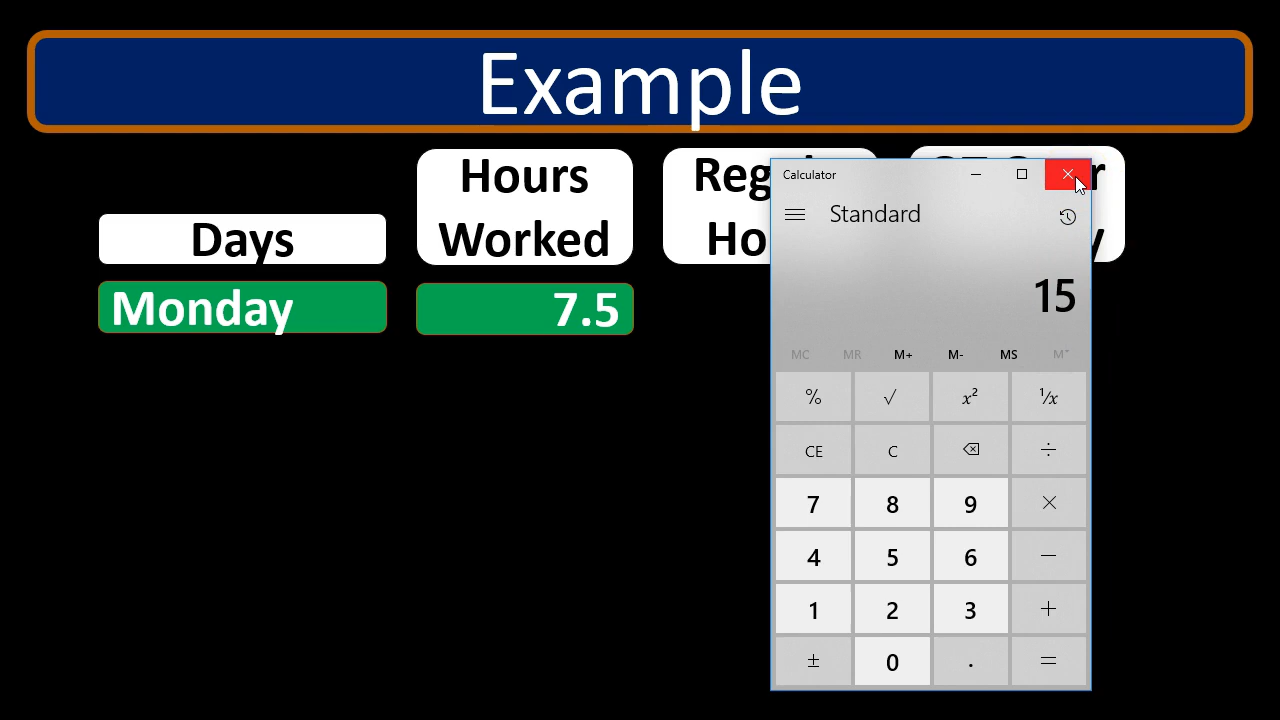 Example
Days
Hours
Worked
Monday
7.5
Calculator
Standard
15
MC MR M+ M- MS M˅
% √ x² ¹/x
CE C ⌫ ÷
7 8 9 ×
4 5 6 −
1 2 3 +
± 0 . =